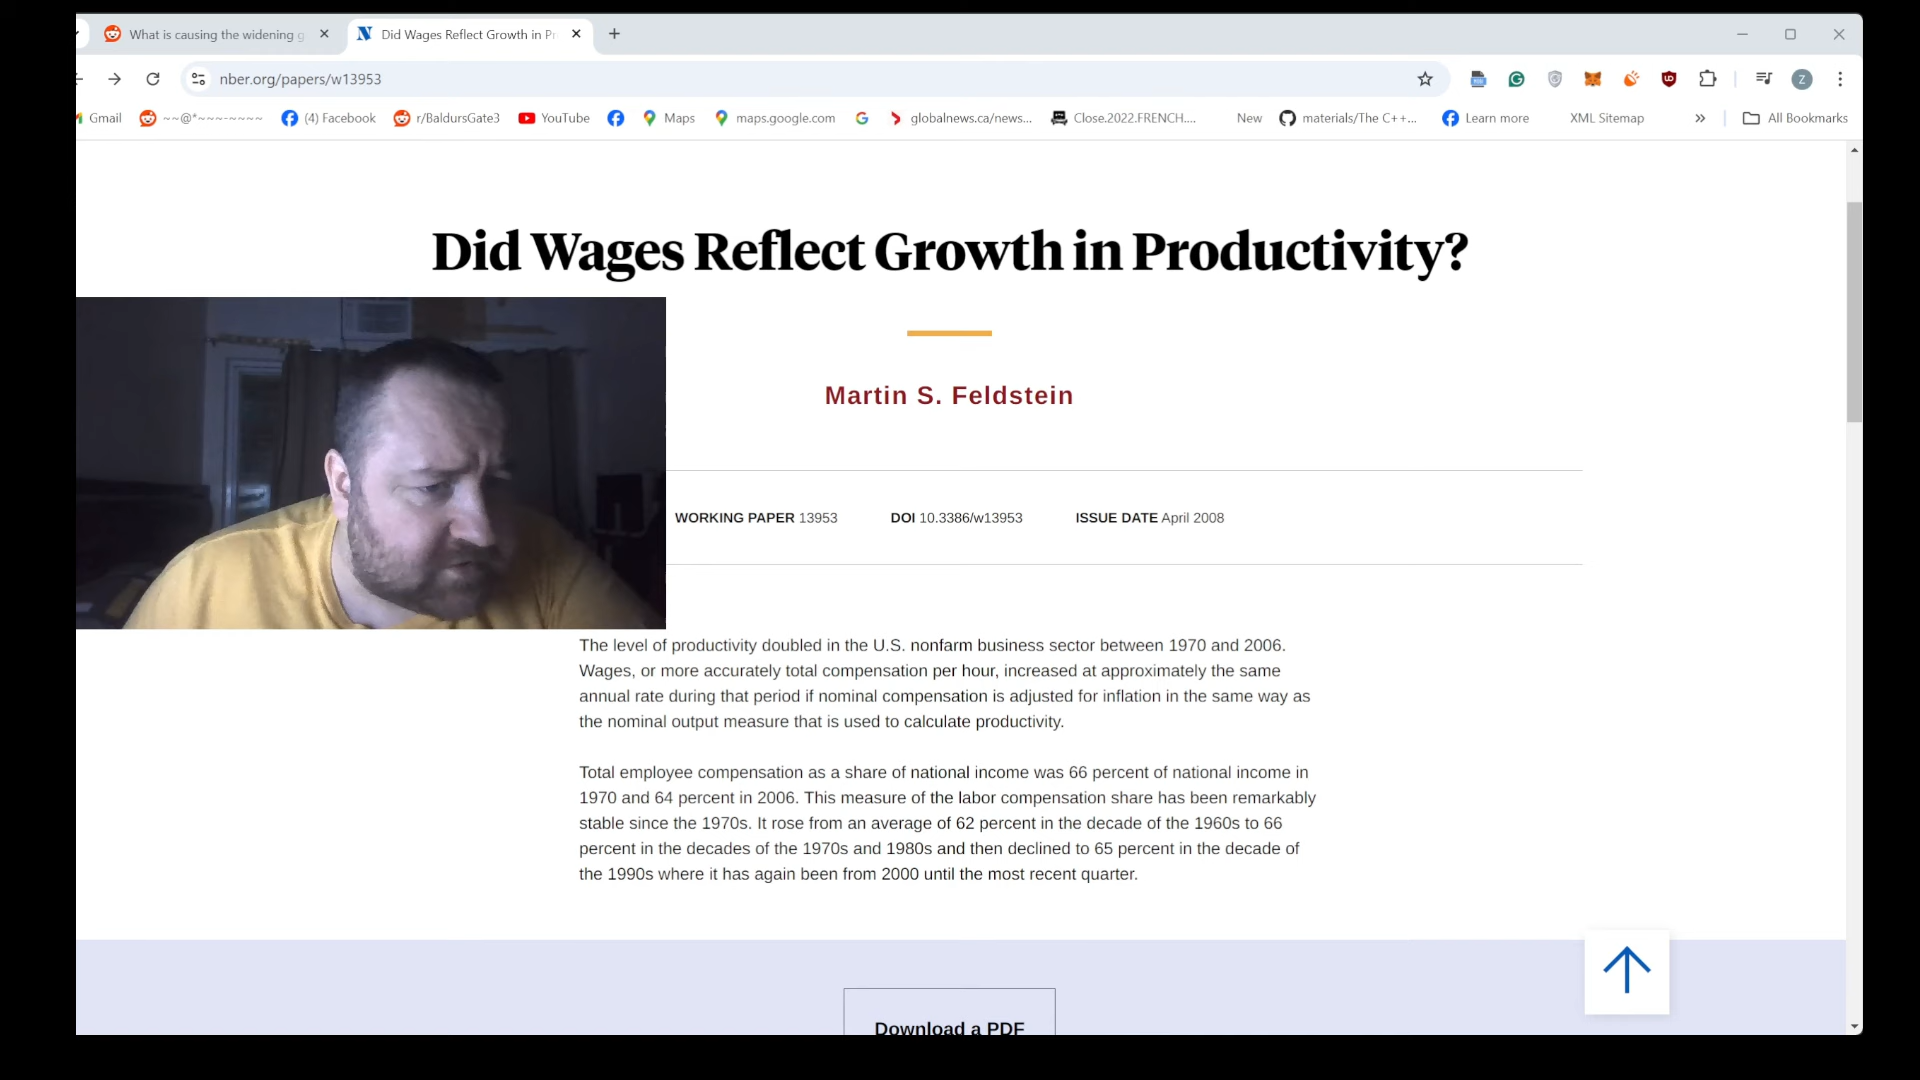 What is causing the widening g
Did Wages Reflect Growth in Pr
nber.org/papers/w13953
Gmail
~~@*~~~-~~~~
(4) Facebook
r/BaldursGate3
YouTube
Maps
maps.google.com
globalnews.ca/news...
Close.2022.FRENCH....
New
materials/The C++...
Learn more
XML Sitemap
All Bookmarks
Did Wages Reflect Growth in Productivity?
Martin S. Feldstein
WORKING PAPER 13953
DOI 10.3386/w13953
ISSUE DATE April 2008
The level of productivity doubled in the U.S. nonfarm business sector between 1970 and 2006.
Wages, or more accurately total compensation per hour, increased at approximately the same
annual rate during that period if nominal compensation is adjusted for inflation in the same way as
the nominal output measure that is used to calculate productivity.
Total employee compensation as a share of national income was 66 percent of national income in
1970 and 64 percent in 2006. This measure of the labor compensation share has been remarkably
stable since the 1970s. It rose from an average of 62 percent in the decade of the 1960s to 66
percent in the decades of the 1970s and 1980s and then declined to 65 percent in the decade of
the 1990s where it has again been from 2000 until the most recent quarter.
Download a PDF